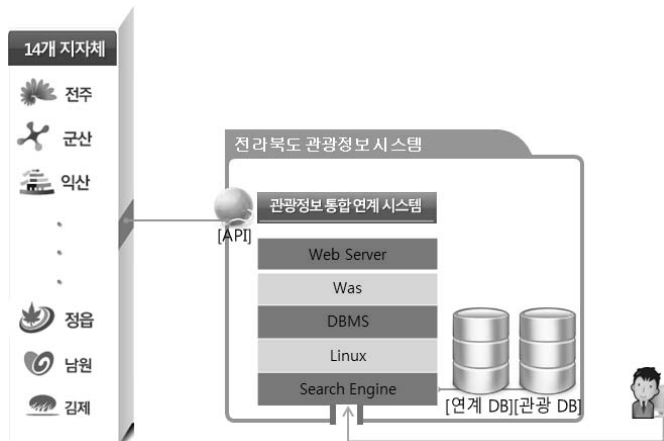 14개 지자체
전주
군산
익산
정읍
남원
김제
전라북도 관광정보 시스템
관광정보 통합 연계 시스템
[API]
Web Server
Was
DBMS
Linux
Search Engine
[연계 DB][관광 DB]